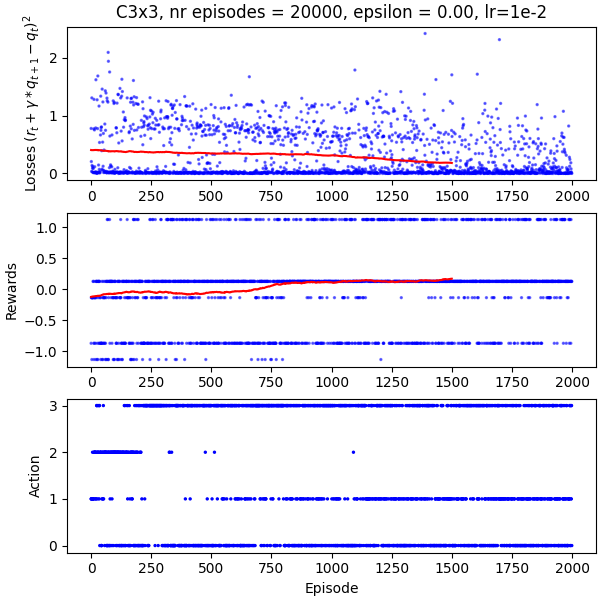 C3x3, nr episodes = 20000, epsilon = 0.00, lr=1e-2
Losses (r_t + γ * q_{t+1} − q_t)^2
2
1
0
0 250 500 750 1000 1250 1500 1750 2000
Rewards
1.0
0.5
0.0
−0.5
−1.0
0 250 500 750 1000 1250 1500 1750 2000
Action
3
2
1
0
0 250 500 750 1000 1250 1500 1750 2000
Episode